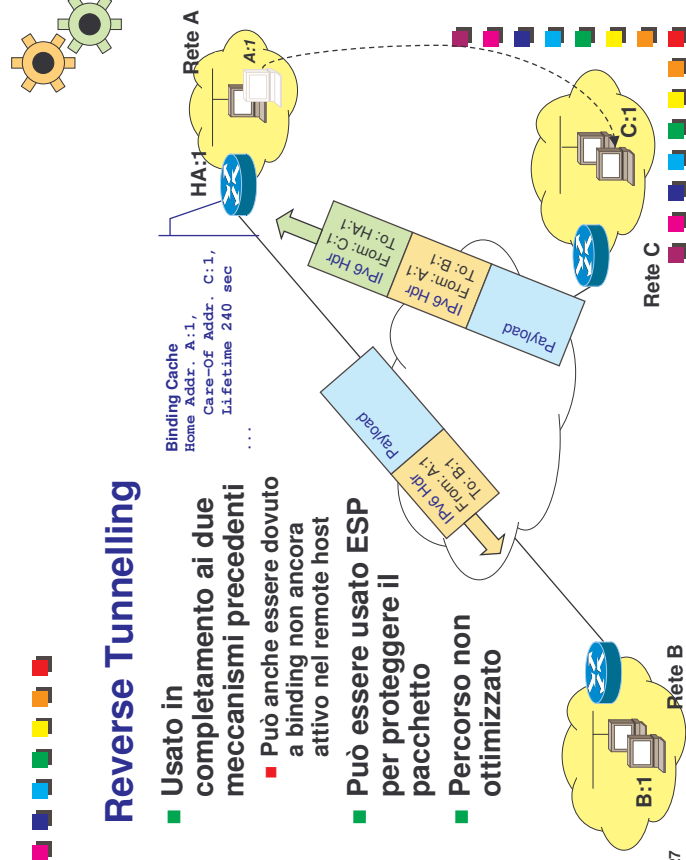 Reverse Tunnelling
Usato in
completamento ai due
meccanismi precedenti
Può anche essere dovuto
a binding non ancora
attivo nel remote host
Può essere usato ESP
per proteggere il
pacchetto
Percorso non
ottimizzato
Binding Cache
Home Addr. A:1,
Care-Of Addr. C:1,
Lifetime 240 sec
...
HA:1
Rete A
A:1
IPv6 Hdr
From: C:1
To: HA:1
IPv6 Hdr
From: A:1
To: B:1
Payload
Payload
IPv6 Hdr
From: A:1
To: B:1
C:1
Rete C
B:1
Rete B
7